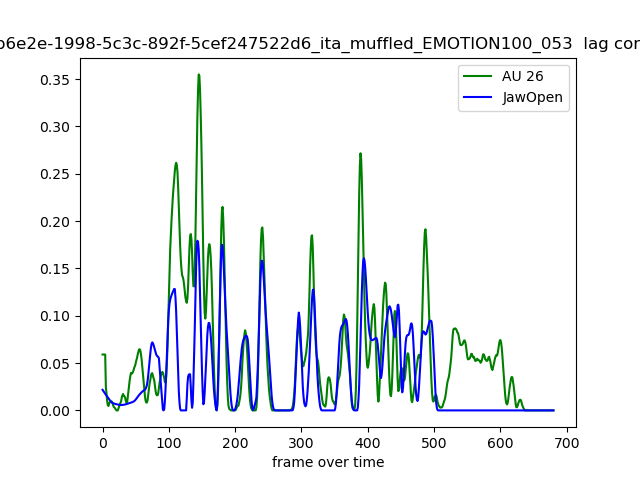 b6e2e-1998-5c3c-892f-5cef247522d6_ita_muffled_EMOTION100_053 lag cor
AU 26
JawOpen
0.35
0.30
0.25
0.20
0.15
0.10
0.05
0.00
0 100 200 300 400 500 600 700
frame over time